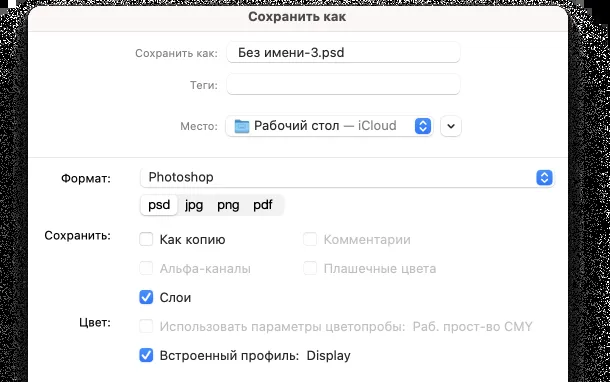 Сохранить как
Сохранить как: Без имени-3.psd
Теги:
Место: Рабочий стол — iCloud
Формат: Photoshop
psd jpg png pdf
Сохранить: Как копию Комментарии
Альфа-каналы Плашечные цвета
Слои
Цвет: Использовать параметры цветопробы: Раб. прост-во CMY
Встроенный профиль: Display